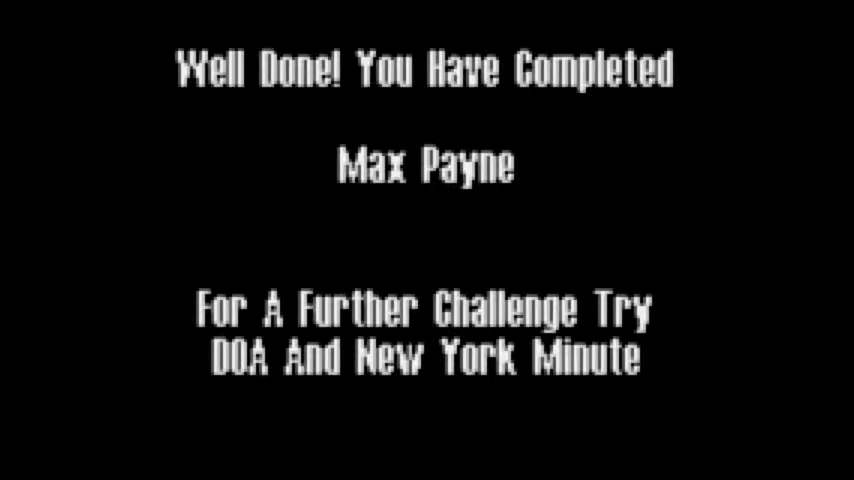 Well Done! You Have Completed
Max Payne
For A Further Challenge Try
DOA And New York Minute